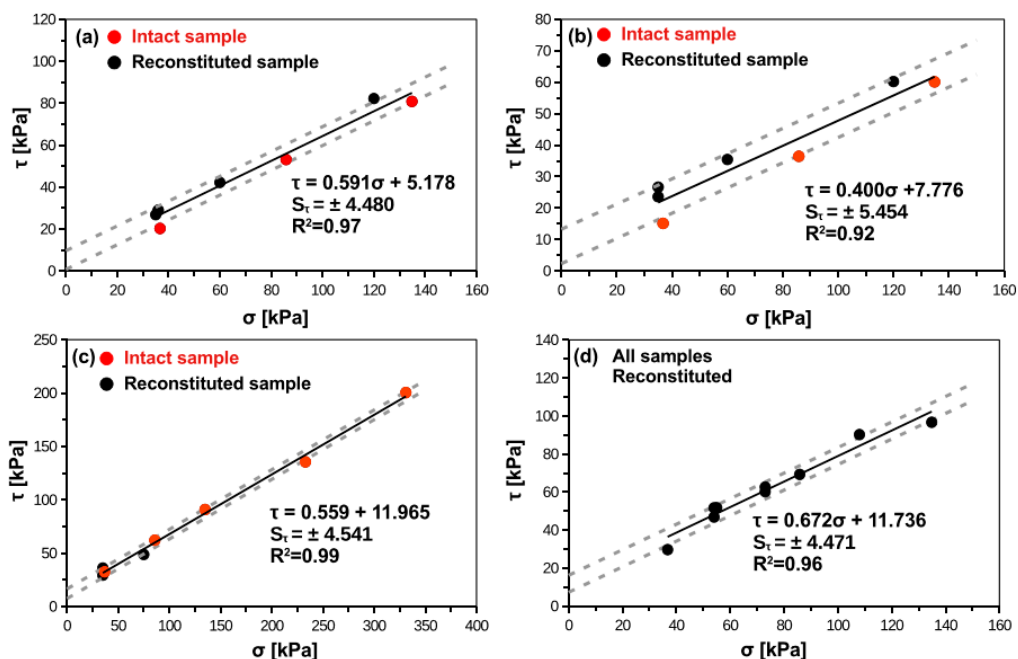 (a) Intact sample
Reconstituted sample
τ = 0.591σ + 5.178
Sτ = ± 4.480
R²=0.97
τ [kPa]
0 20 40 60 80 100 120
0 20 40 60 80 100 120 140 160
σ [kPa]
(b) Intact sample
Reconstituted sample
τ = 0.400σ +7.776
Sτ = ± 5.454
R²=0.92
τ [kPa]
0 10 20 30 40 50 60 70 80
0 20 40 60 80 100 120 140 160
σ [kPa]
(c) Intact sample
Reconstituted sample
τ = 0.559 + 11.965
Sτ = ± 4.541
R²=0.99
τ [kPa]
0 50 100 150 200 250
0 50 100 150 200 250 300 350 400
σ [kPa]
(d) All samples
Reconstituted
τ = 0.672σ + 11.736
Sτ = ± 4.471
R²=0.96
τ [kPa]
0 20 40 60 80 100 120 140
0 20 40 60 80 100 120 140 160
σ [kPa]